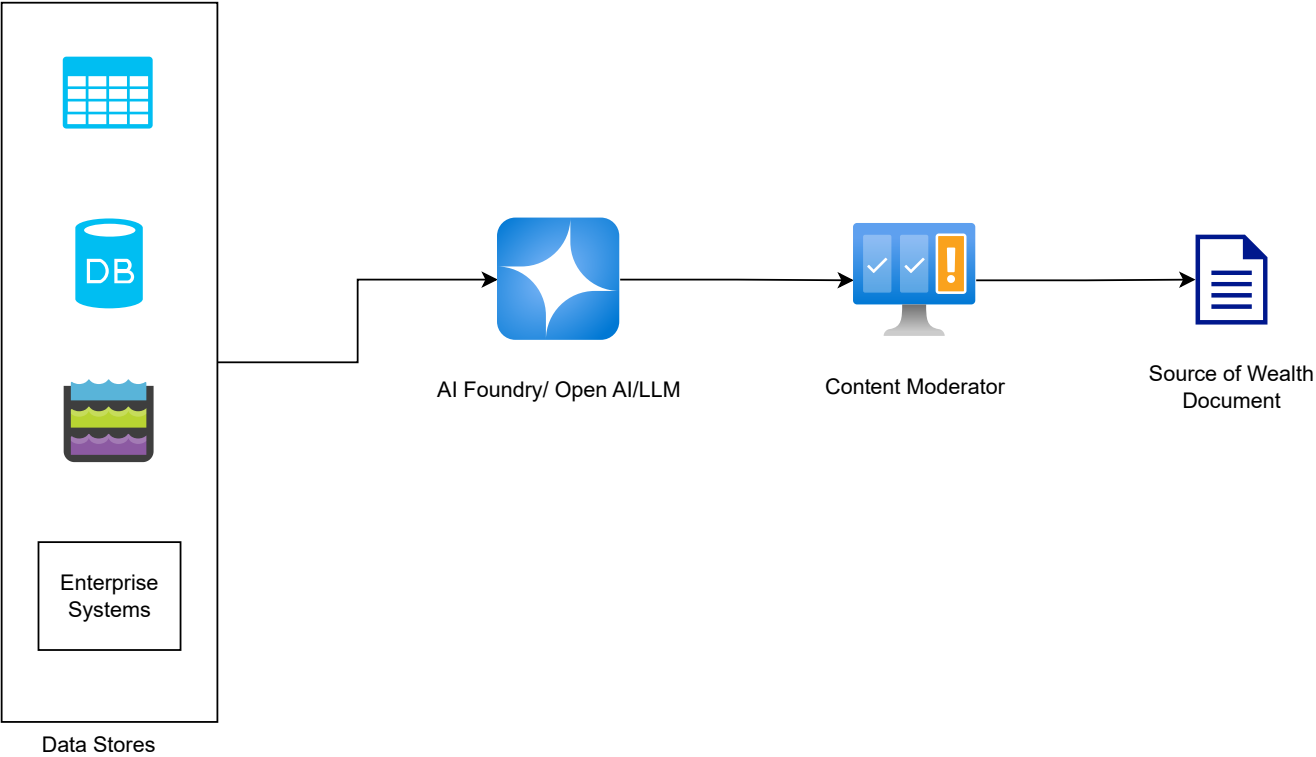 DB
Enterprise
Systems
Data Stores
AI Foundry/ Open AI/LLM
Content Moderator
Source of Wealth
Document